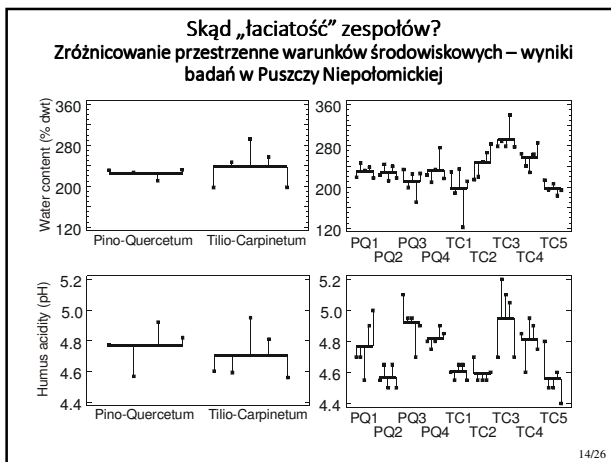 Skąd „łaciatość” zespołów?
Zróżnicowanie przestrzenne warunków środowiskowych – wyniki
badań w Puszczy Niepołomickiej
Water content (% dwt)
360
280
200
120
Pino-Quercetum Tilio-Carpinetum
360
280
200
120
PQ1 PQ3 TC1 TC3 TC5
PQ2 PQ4 TC2 TC4
Humus acidity (pH)
5.2
5.0
4.8
4.6
4.4
Pino-Quercetum Tilio-Carpinetum
5.2
5.0
4.8
4.6
4.4
PQ1 PQ3 TC1 TC3 TC5
PQ2 PQ4 TC2 TC4
14/26